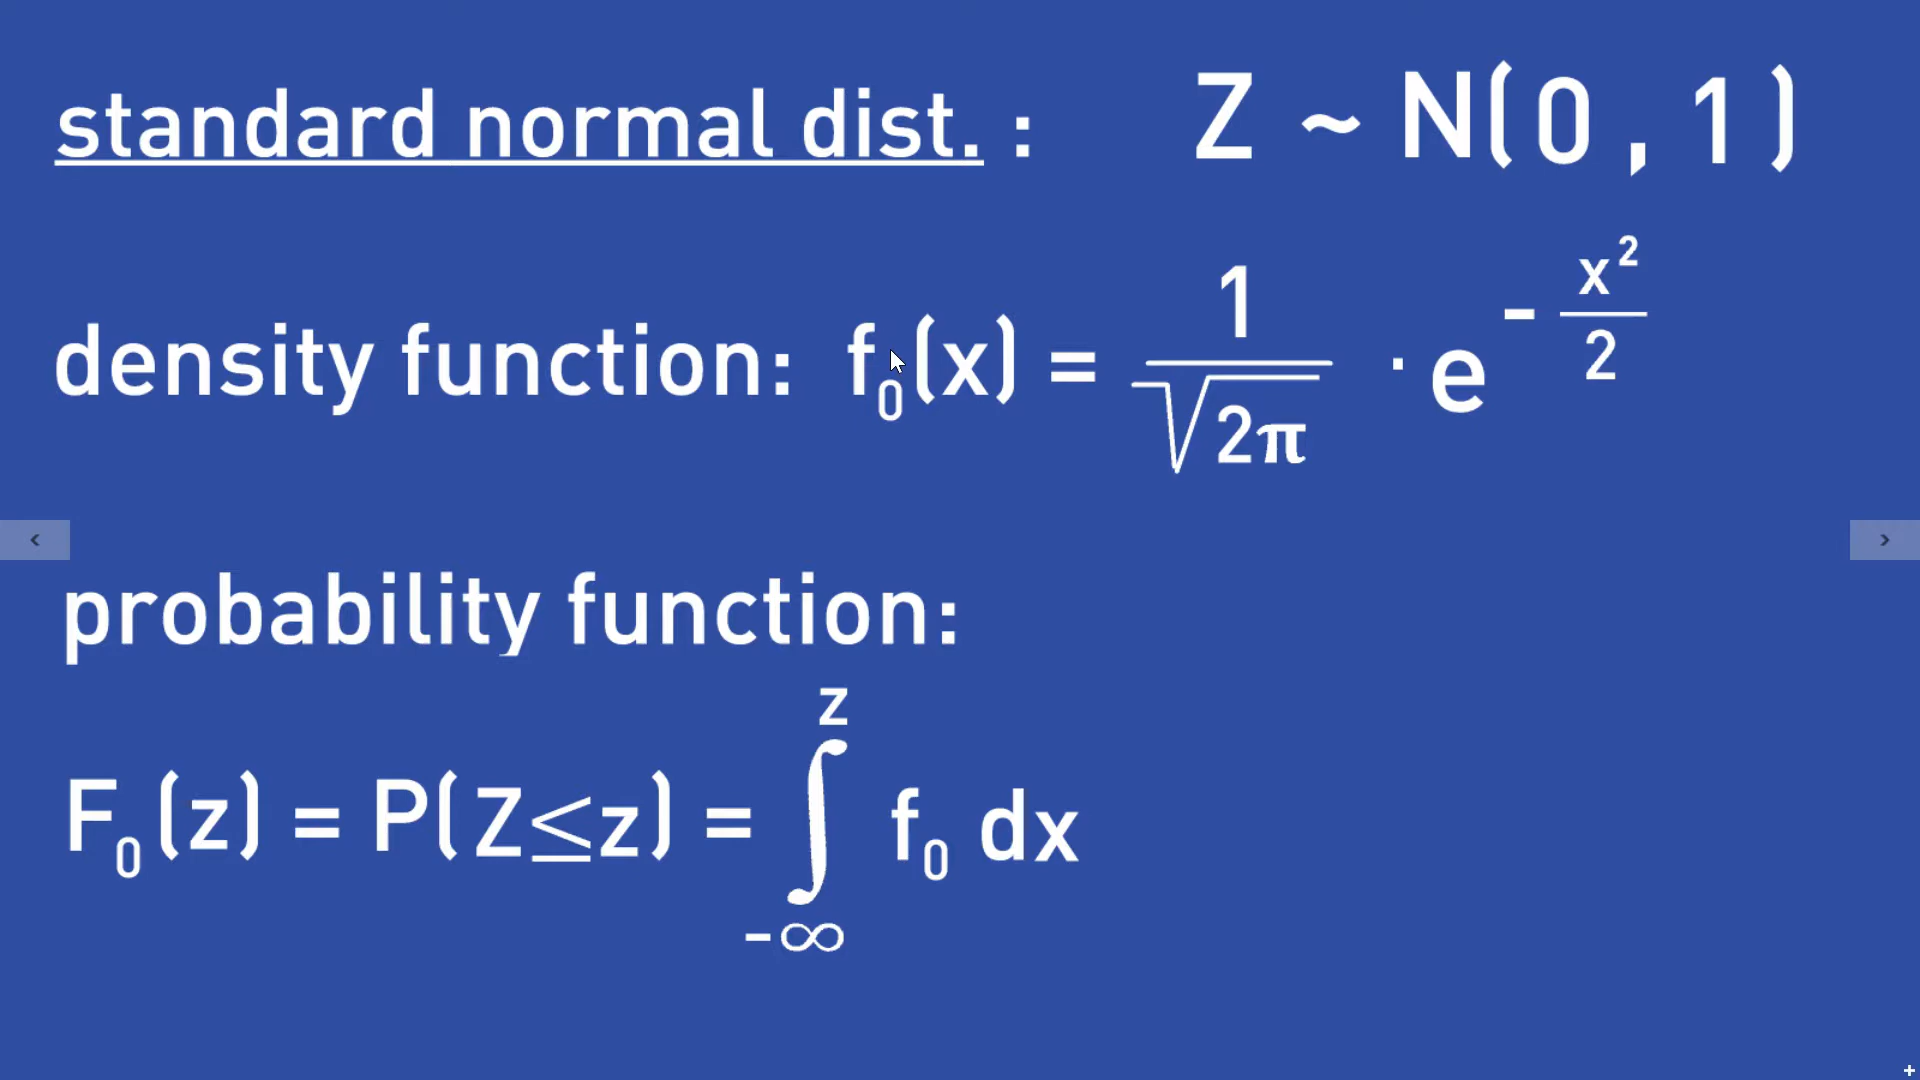 standard normal dist. : Z ~ N(0,1)
density function: f₀(x) = 1/√2π · e^(-x²/2)
probability function:
F₀(z) = P(Z≤z) = ∫_{-∞}^{z} f₀ dx